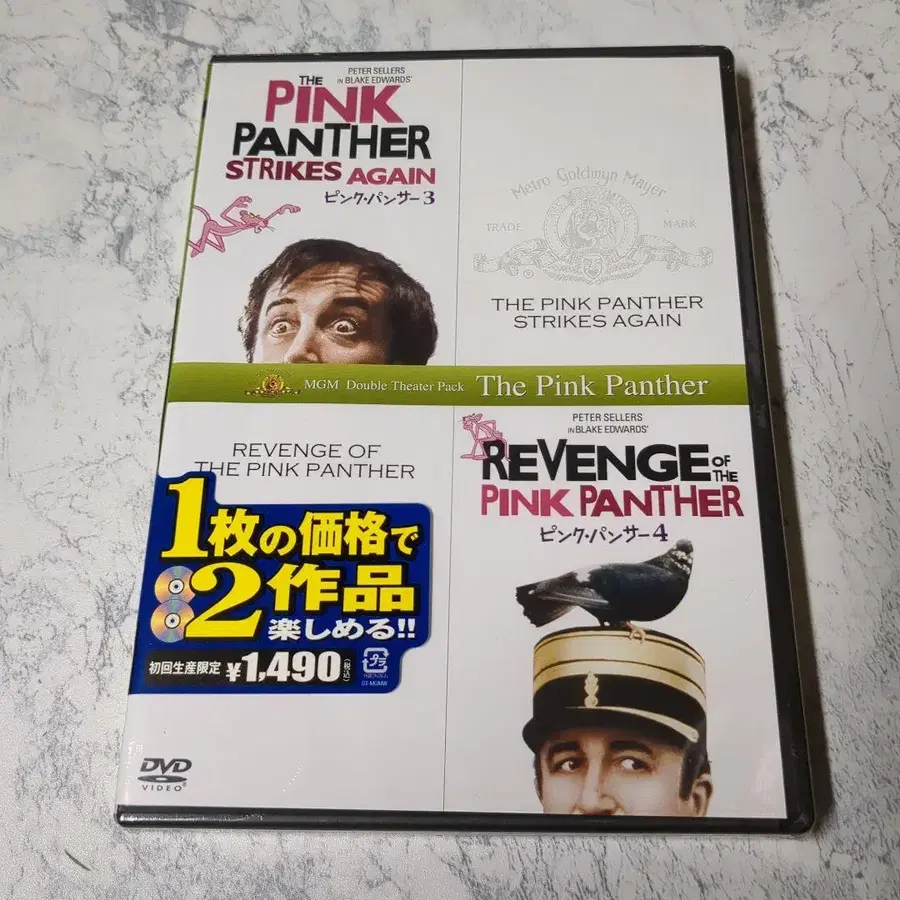 PETER SELLERS
IN BLAKE EDWARDS'
THE
PINK
PANTHER
STRIKES AGAIN
ピンク・パンサー3
Metro Goldwyn Mayer
TRADE
MARK
THE PINK PANTHER
STRIKES AGAIN
MGM Double Theater Pack The Pink Panther
REVENGE OF
THE PINK PANTHER
PETER SELLERS
IN BLAKE EDWARDS'
REVENGE OF THE
PINK PANTHER
ピンク・パンサー4
1枚の価格で
2作品
楽しめる!!
初回生産限定 ¥1,490
プラ
DVD
VIDEO